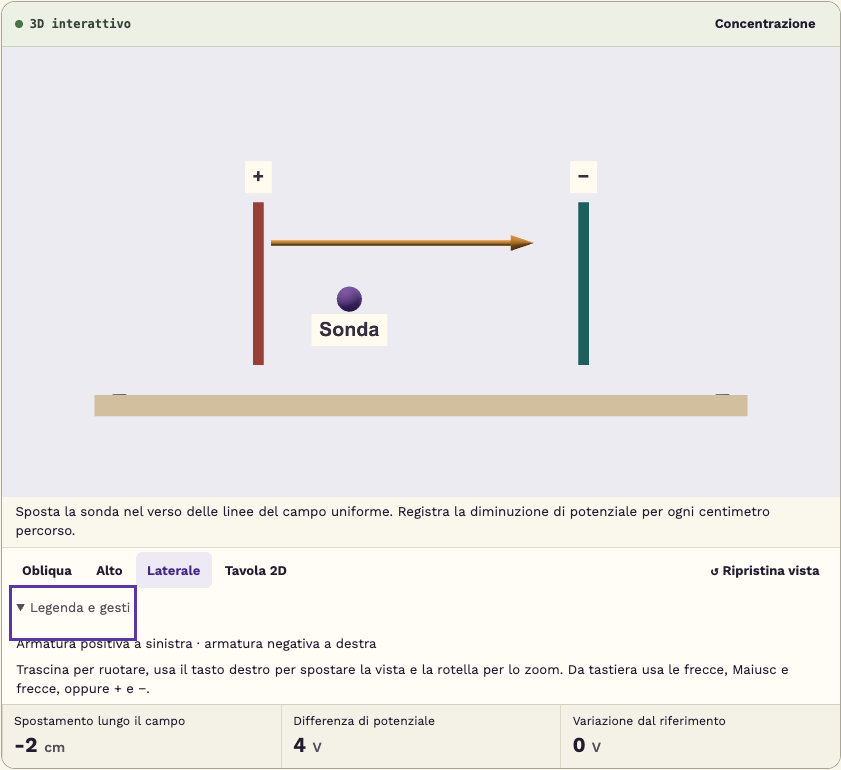 3D interattivo
Concentrazione
+
−
Sonda
Sposta la sonda nel verso delle linee del campo uniforme. Registra la diminuzione di potenziale per ogni centimetro
percorso.
Obliqua Alto Laterale Tavola 2D ↺ Ripristina vista
▼ Legenda e gesti
Armatura positiva a sinistra · armatura negativa a destra
Trascina per ruotare, usa il tasto destro per spostare la vista e la rotella per lo zoom. Da tastiera usa le frecce, Maiusc e
frecce, oppure + e −.
Spostamento lungo il campo
-2 cm
Differenza di potenziale
4 V
Variazione dal riferimento
0 V